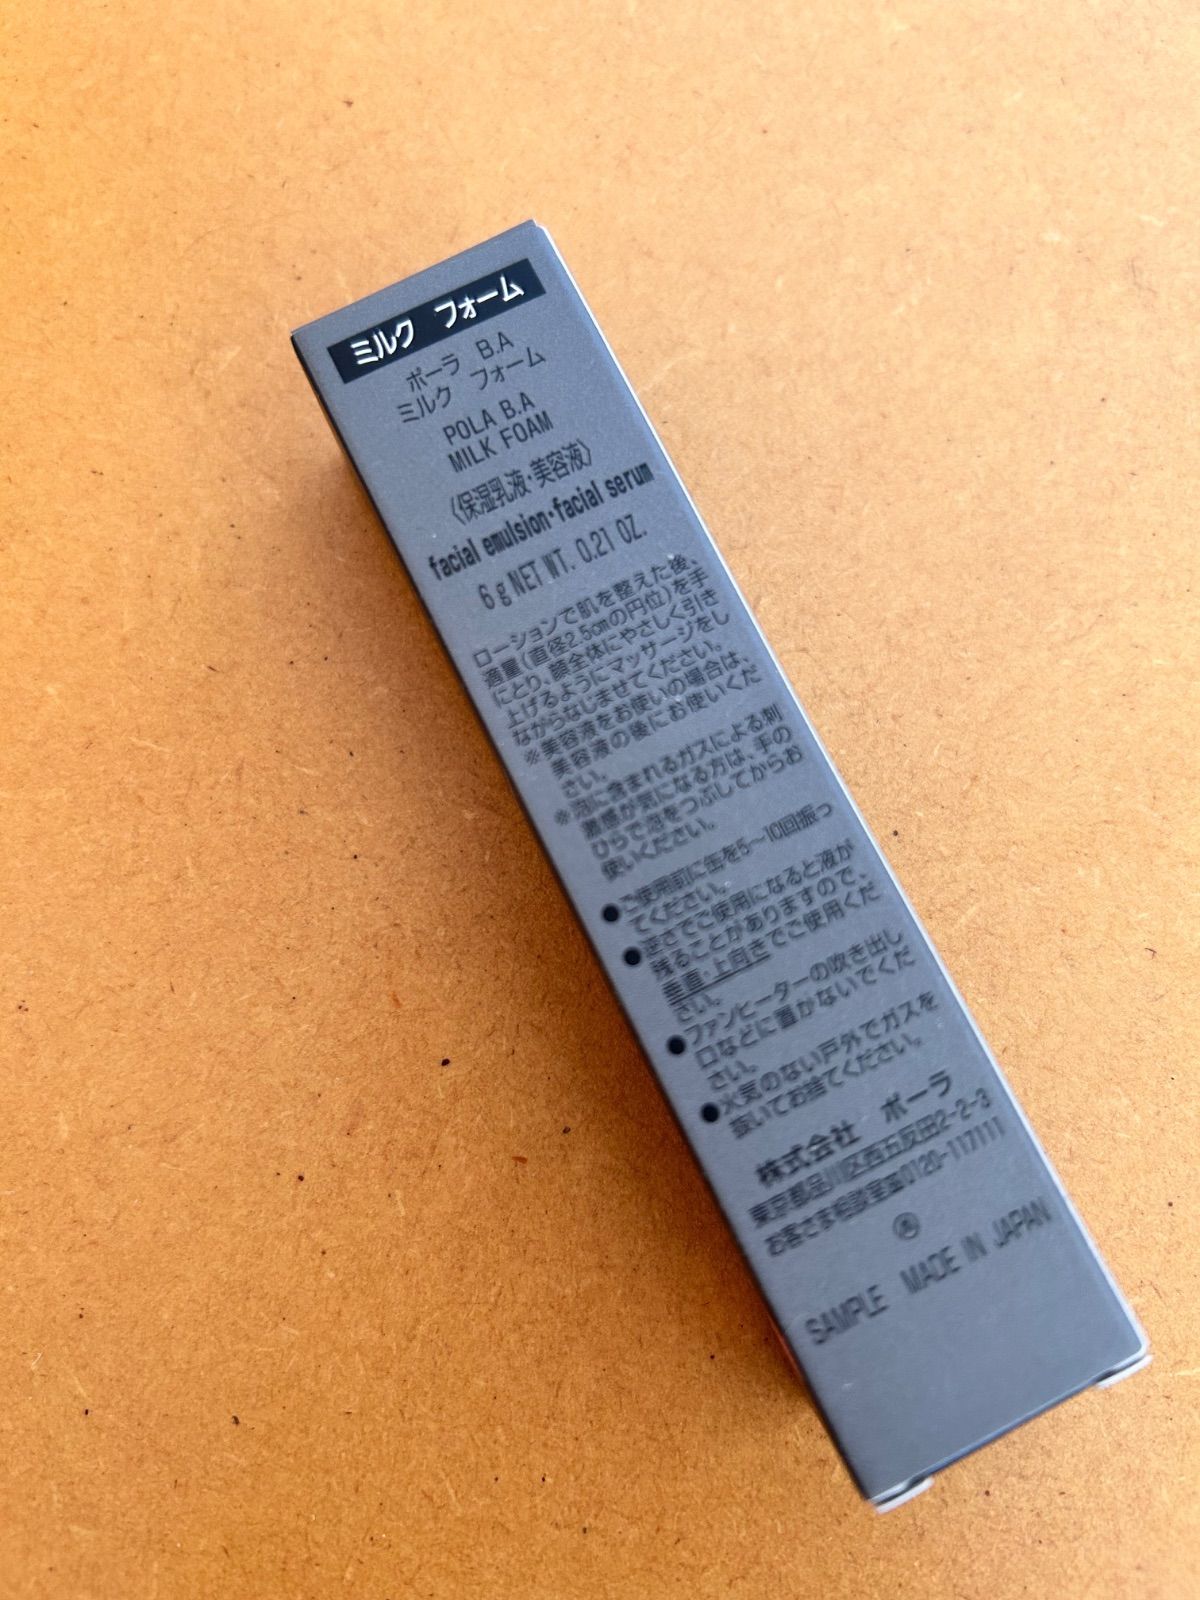 ミルク フォーム
ポーラ B.A
ミルク フォーム
POLA B.A
MILK FOAM
〈保湿乳液・美容液〉
facial emulsion・facial serum
6 g NET WT. 0.21 OZ.
ローションで肌を整えた後、
適量(直径2.5cmの円位)を手
にとり、顔全体にやさしく引き
上げるようにマッサージをし
ながらなじませてください。
※美容液をお使いの場合は、
美容液の後にお使いくだ
さい。
※泡に含まれるガスによる刺
激感が気になる方は、手の
ひらで泡をつぶしてからお
使いください。
●ご使用前に缶を5～10回振っ
てください。
●逆さでご使用になると液が
残ることがありますので、
垂直・上向きでご使用くだ
さい。
●ファンヒーターの吹き出し
口などに置かないでくだ
さい。
●火気のない戸外でガスを
抜いてお捨てください。
株式会社 ポーラ
東京都品川区西五反田2-2-3
お客さま相談室☎0120-117111
SAMPLE MADE IN JAPAN